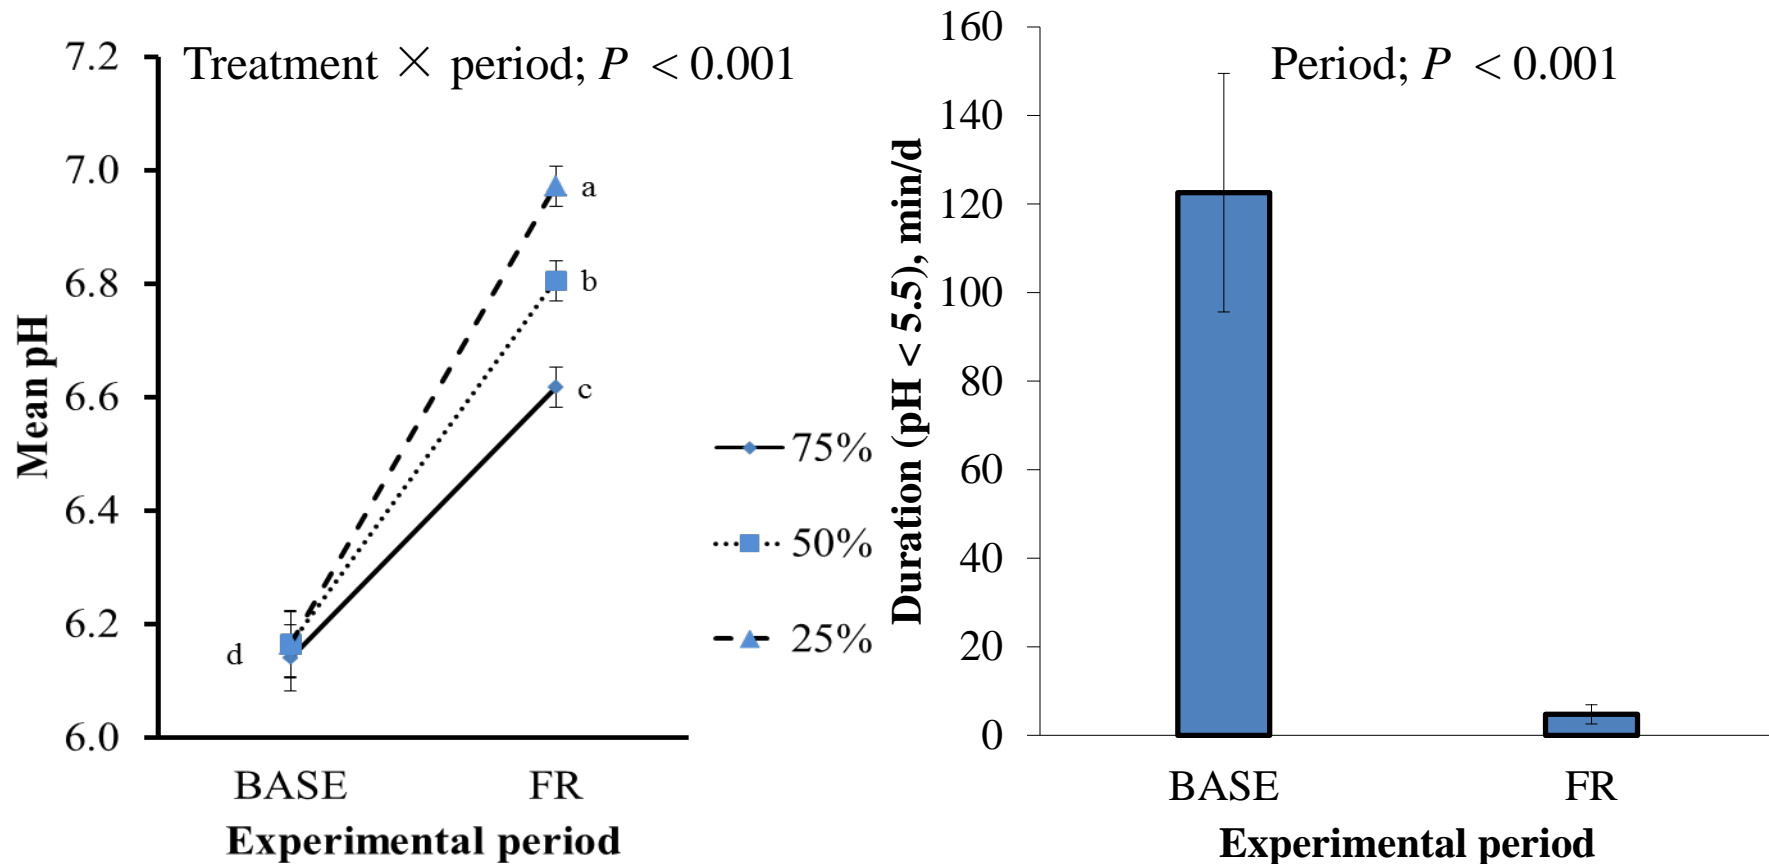 Treatment × period; P < 0.001
7.2
7.0
6.8
6.6
6.4
6.2
6.0
Mean pH
a
b
c
d
75%
50%
25%
BASE
FR
Experimental period
Period; P < 0.001
160
140
120
100
80
60
40
20
0
Duration (pH < 5.5), min/d
BASE
FR
Experimental period